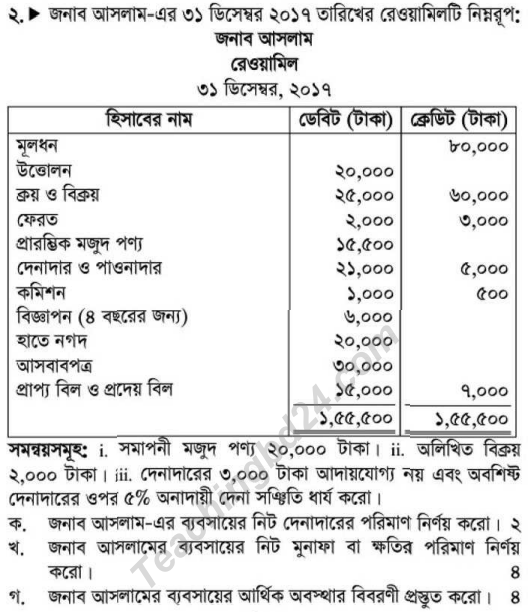 ২.▶ জনাব আসলাম-এর ৩১ ডিসেম্বর ২০১৭ তারিখের রেওয়ামিলটি নিম্নরূপ:
জনাব আসলাম
রেওয়ামিল
৩১ ডিসেম্বর, ২০১৭
হিসাবের নাম ডেবিট (টাকা) ক্রেডিট (টাকা)
মূলধন ৮০,০০০
উত্তোলন ২০,০০০
ক্রয় ও বিক্রয় ২৫,০০০ ৬০,০০০
ফেরত ২,০০০ ৩,০০০
প্রারম্ভিক মজুদ পণ্য ১৫,৫০০
দেনাদার ও পাওনাদার ২১,০০০ ৫,০০০
কমিশন ১,০০০ ৫০০
বিজ্ঞাপন (৪ বছরের জন্য) ৬,০০০
হাতে নগদ ২০,০০০
আসবাবপত্র ৩০,০০০
প্রাপ্য বিল ও প্রদেয় বিল ১৫,০০০ ৭,০০০
১,৫৫,৫০০ ১,৫৫,৫০০
সমন্বয়সমূহ: i. সমাপনী মজুদ পণ্য ২০,০০০ টাকা। ii. অলিখিত বিক্রয়
২,০০০ টাকা। iii. দেনাদারের ৩,০০০ টাকা আদায়যোগ্য নয় এবং অবশিষ্ট
দেনাদারের ওপর ৫% অনাদায়ী দেনা সঞ্চিতি ধার্য করো।
ক. জনাব আসলাম-এর ব্যবসায়ের নিট দেনাদারের পরিমাণ নির্ণয় করো। ২
খ. জনাব আসলামের ব্যবসায়ের নিট মুনাফা বা ক্ষতির পরিমাণ নির্ণয়
করো। ৪
গ. জনাব আসলামের ব্যবসায়ের আর্থিক অবস্থার বিবরণী প্রস্তুত করো। ৪
Teachingbd24.com